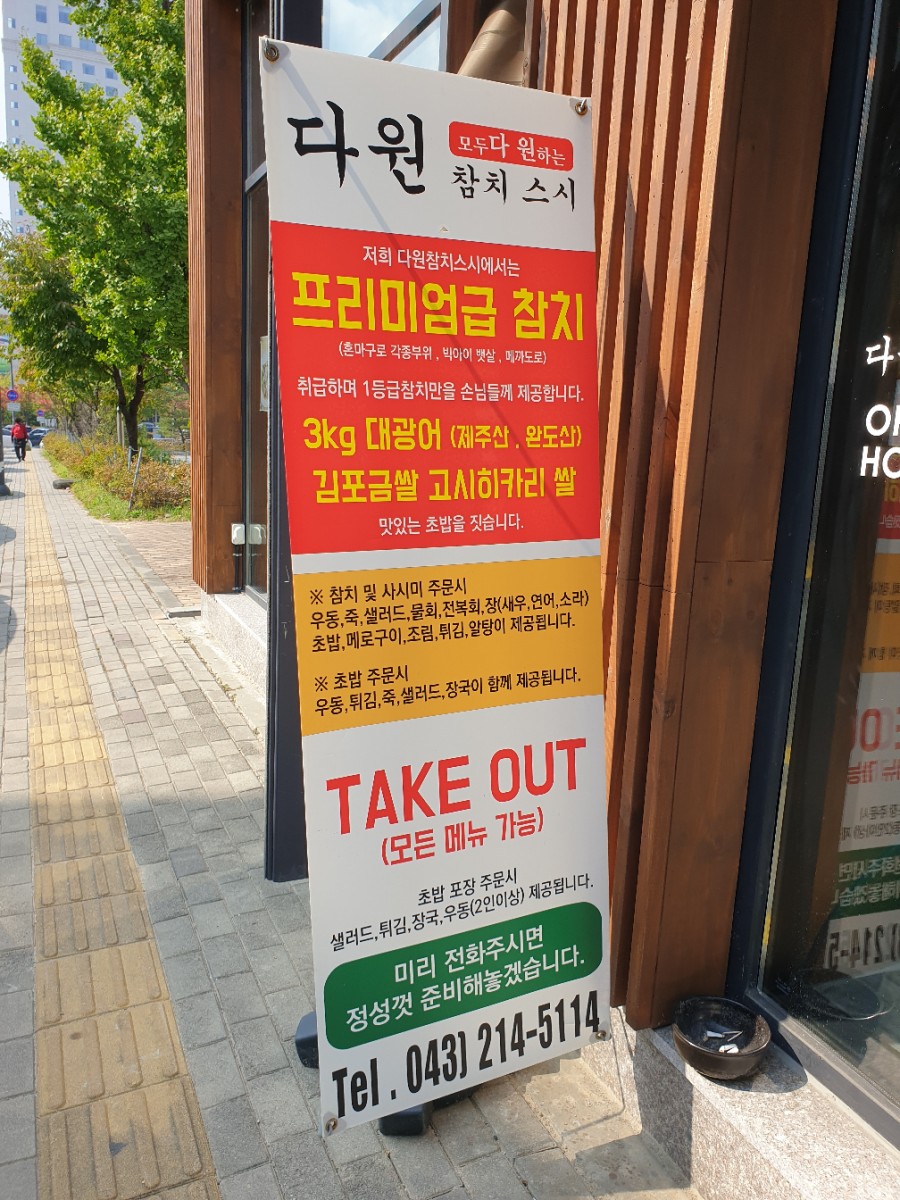 다원
모두다 원하는
참치 스시
저희 다원참치스시에서는
프리미엄급 참치
(혼마구로 각종부위 , 빅아이 뱃살 , 메까도로)
취급하며 1등급참치만을 손님들께 제공합니다.
3kg 대광어 (제주산 . 완도산)
김포금쌀 고시히카리 쌀
맛있는 초밥을 짓습니다.
※ 참치 및 사시미 주문시
우동,죽,샐러드,물회,전복회,장(새우,연어,소라)
초밥,메로구이,조림,튀김,알탕이 제공됩니다.
※ 초밥 주문시
우동,튀김,죽,샐러드,장국이 함께 제공됩니다.
TAKE OUT
(모든 메뉴 가능)
초밥 포장 주문시
샐러드,튀김,장국,우동(2인이상) 제공됩니다.
미리 전화주시면
정성껏 준비해놓겠습니다.
Tel . 043) 214-5114